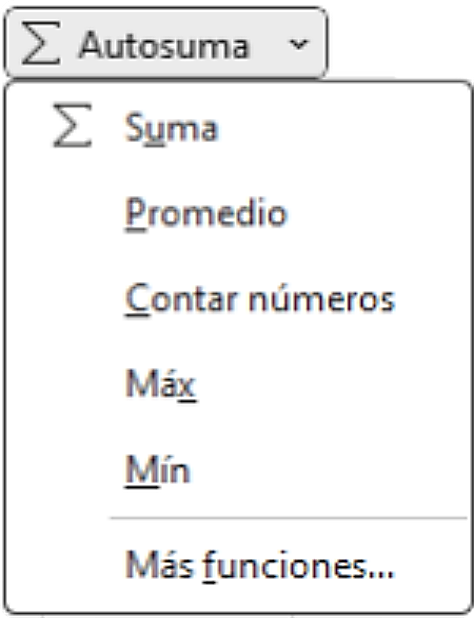 ∑ Autosuma
∑ Suma
Promedio
Contar números
Máx
Mín
Más funciones...